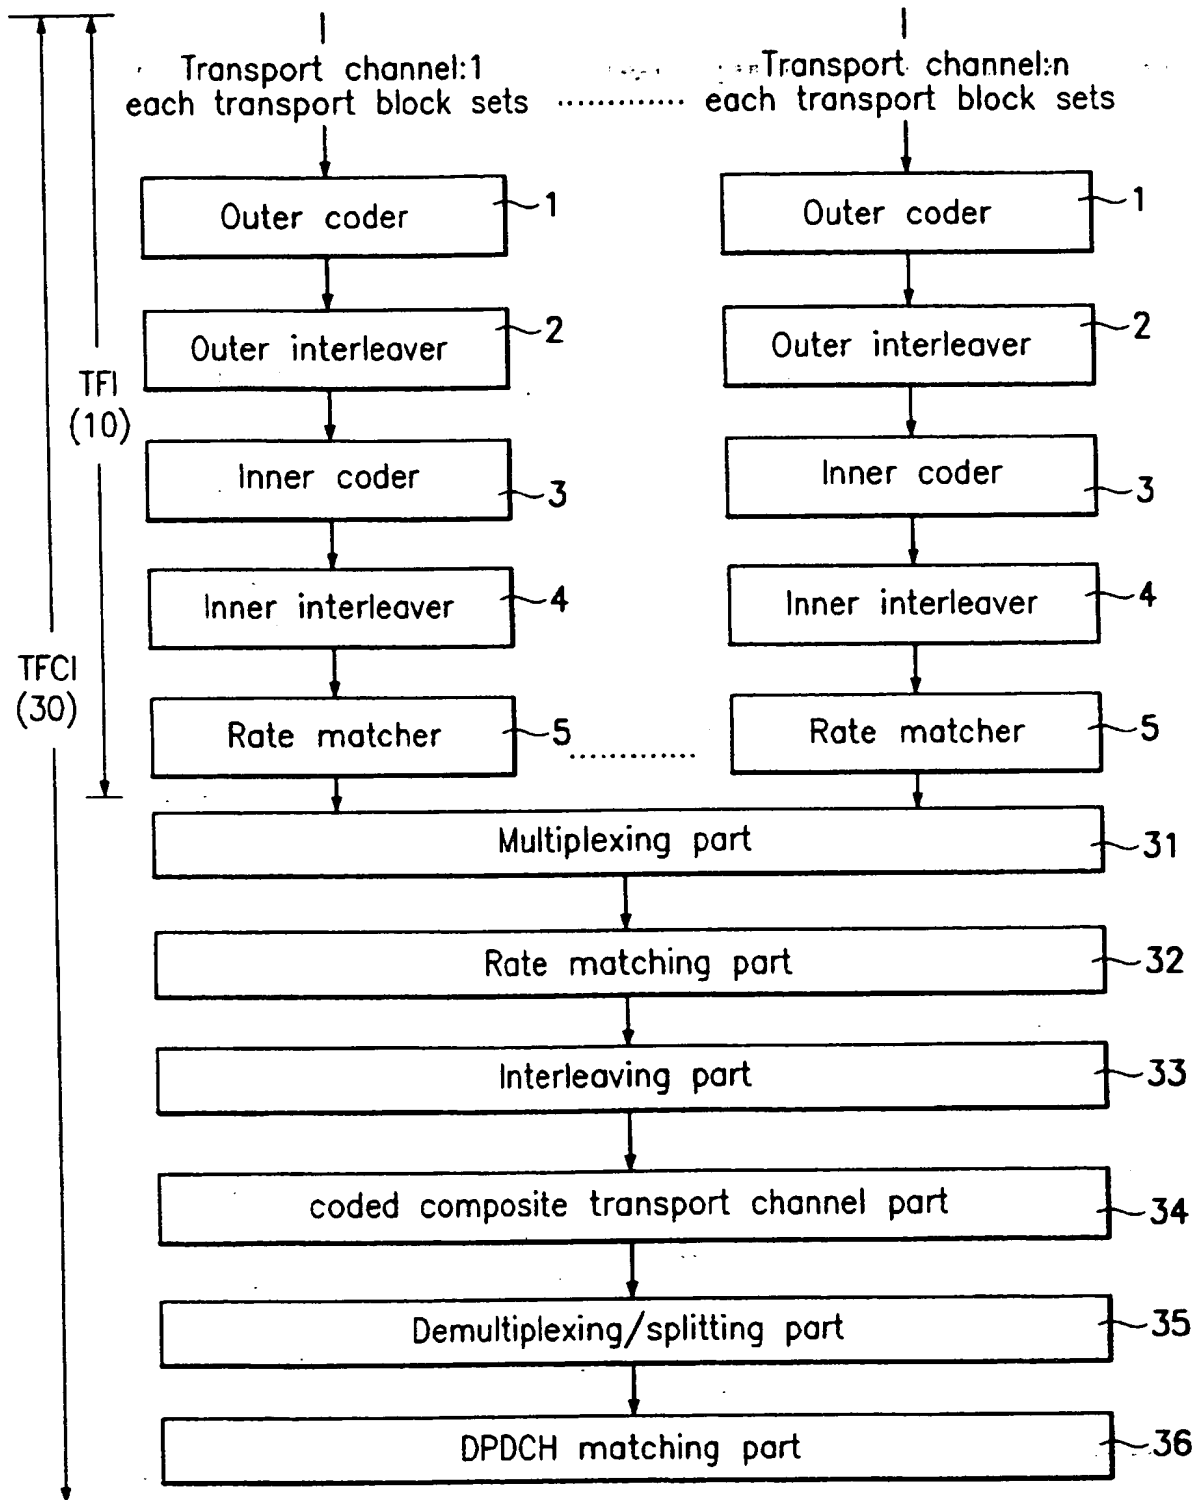 Transport channel:1
each transport block sets
Transport channel:n
each transport block sets
Outer coder
1
Outer coder
1
Outer interleaver
2
Outer interleaver
2
TFI
(10)
Inner coder
3
Inner coder
3
Inner interleaver
4
Inner interleaver
4
TFCI
(30)
Rate matcher
5
Rate matcher
5
Multiplexing part
31
Rate matching part
32
Interleaving part
33
coded composite transport channel part
34
Demultiplexing/splitting part
35
DPDCH matching part
36